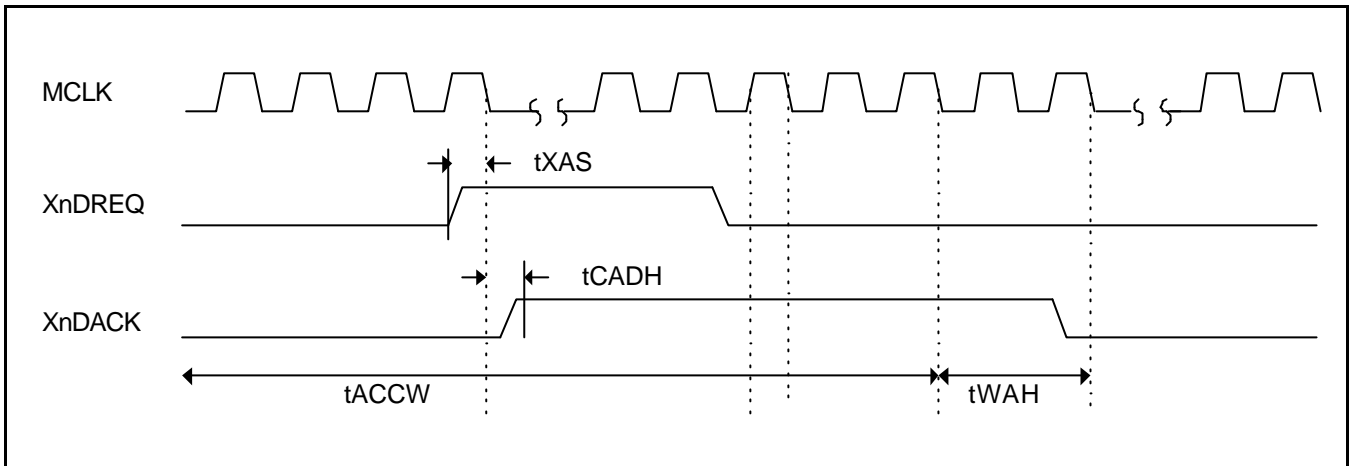 MCLK
tXAS
XnDREQ
tCADH
XnDACK
tACCW
tWAH